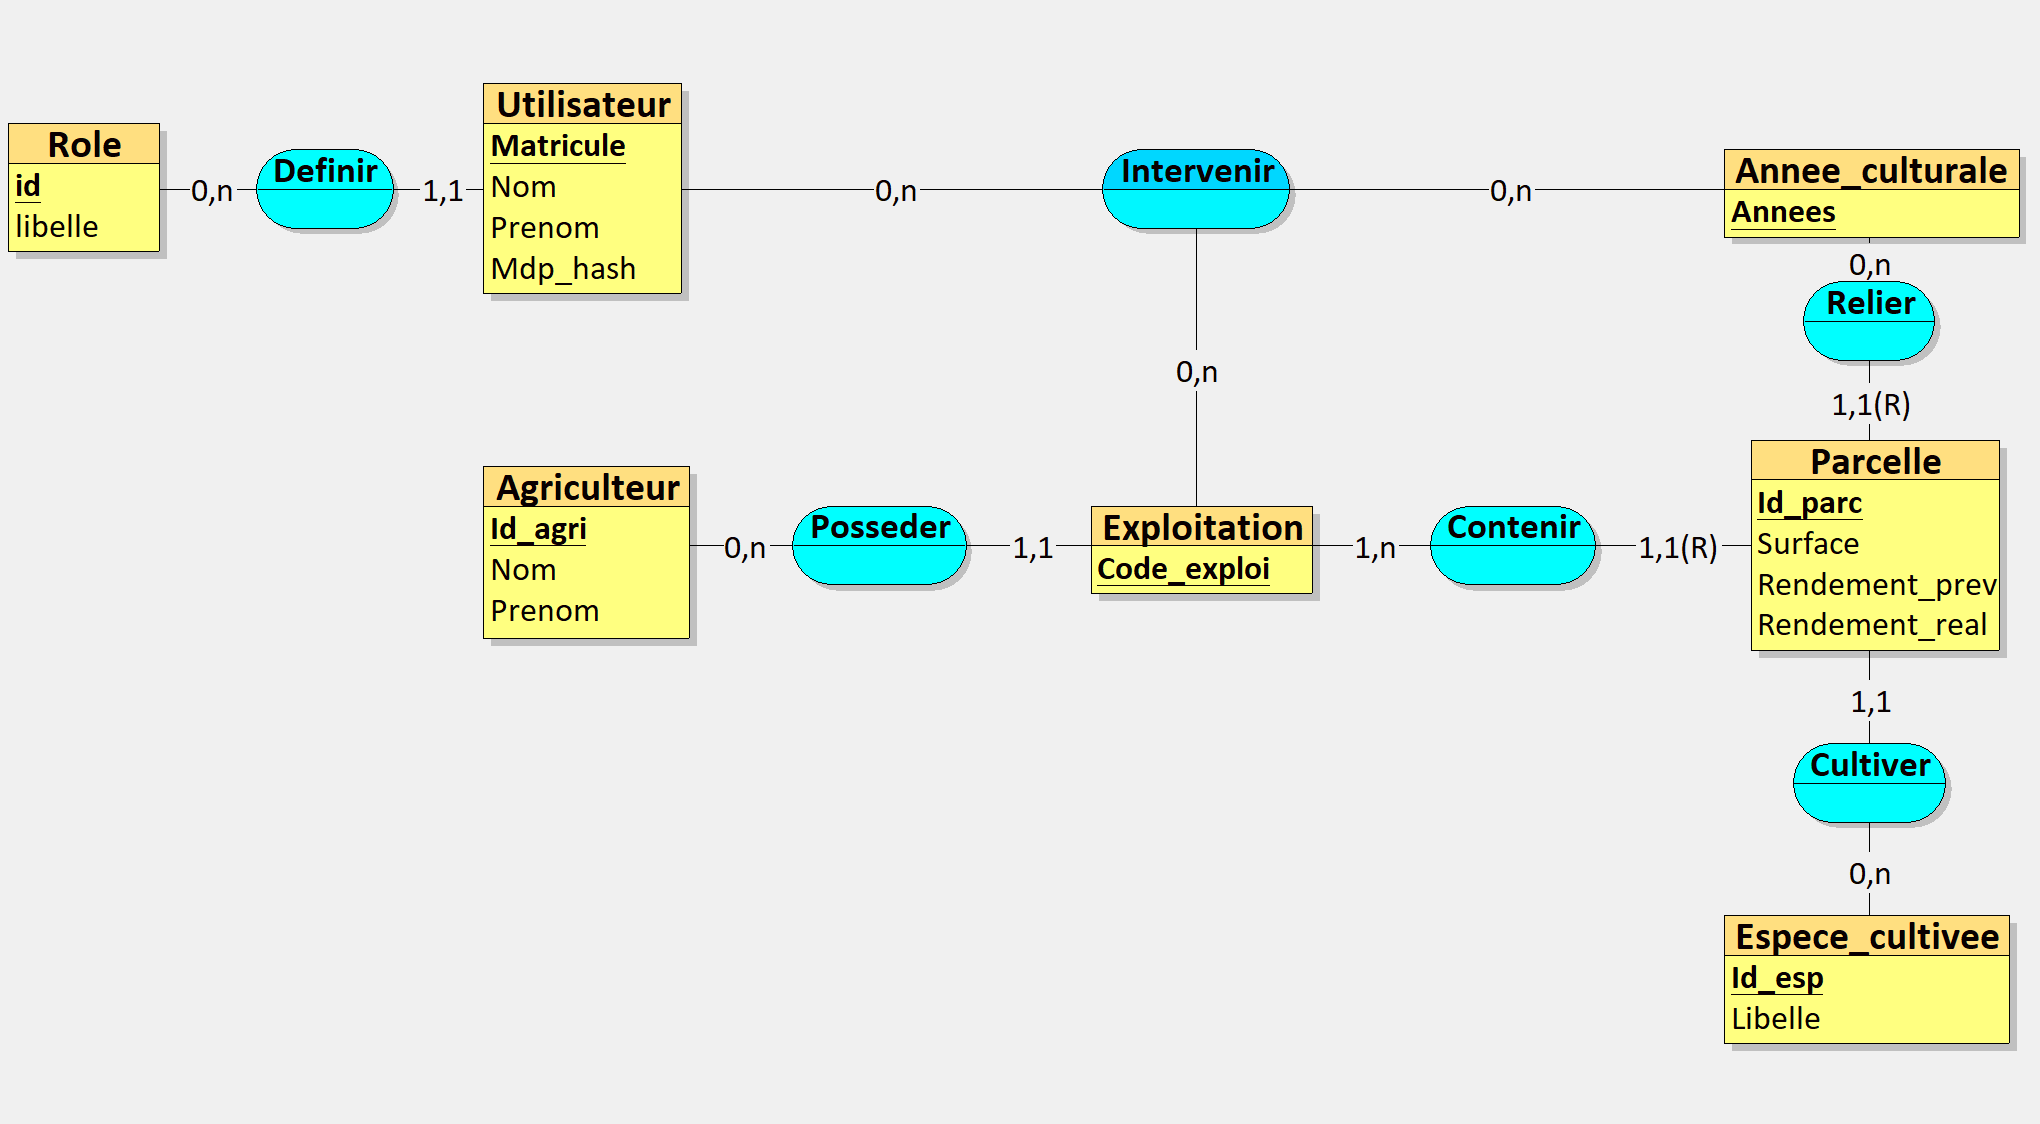 Role
id
libelle
0,n
Definir
1,1
Utilisateur
Matricule
Nom
Prenom
Mdp_hash
0,n
Intervenir
0,n
Annee_culturale
Annees
0,n
Relier
1,1(R)
0,n
Agriculteur
Id_agri
Nom
Prenom
0,n
Posseder
1,1
Exploitation
Code_exploi
1,n
Contenir
1,1(R)
Parcelle
Id_parc
Surface
Rendement_prev
Rendement_real
1,1
Cultiver
0,n
Espece_cultivee
Id_esp
Libelle